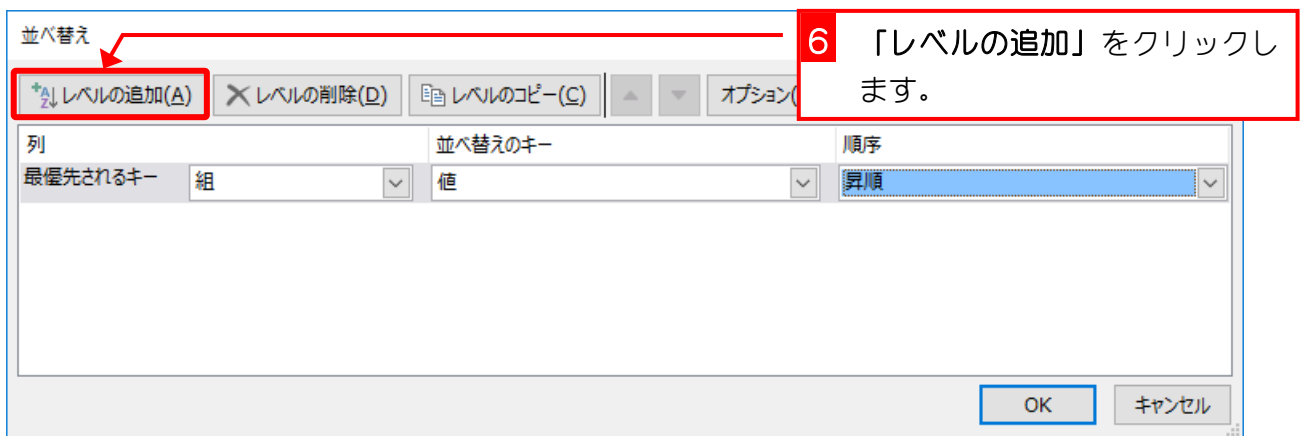 並べ替え
6 「レベルの追加」をクリックし
ます。
レベルの追加(A) レベルの削除(D) レベルのコピー(C) オプション(
列 並べ替えのキー 順序
最優先されるキー 組 値 昇順
OK キャンセル